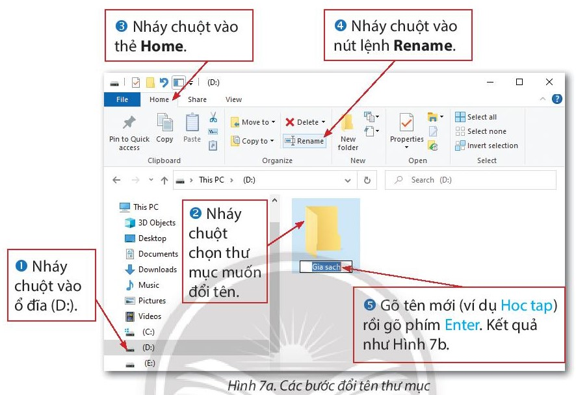 ❸ Nháy chuột vào
thẻ Home.
❹ Nháy chuột vào
nút lệnh Rename.
(D:)
File Home Share View
Pin to Quick
access
Copy
Paste
Move to
Copy to
Delete
Rename
New
folder
Properties
Select all
Select none
Invert selection
Clipboard Organize New Open Select
This PC > (D:)
Search (D:)
This PC
3D Objects
Desktop
Documents
Downloads
Music
Pictures
Videos
(C:)
(D:)
(E:)
❷ Nháy
chuột
chọn thư
mục muốn
đổi tên.
Gia sach
❶ Nháy
chuột vào
ổ đĩa (D:).
❺ Gõ tên mới (ví dụ Hoc tap)
rồi gõ phím Enter. Kết quả
như Hình 7b.
Hình 7a. Các bước đổi tên thư mục